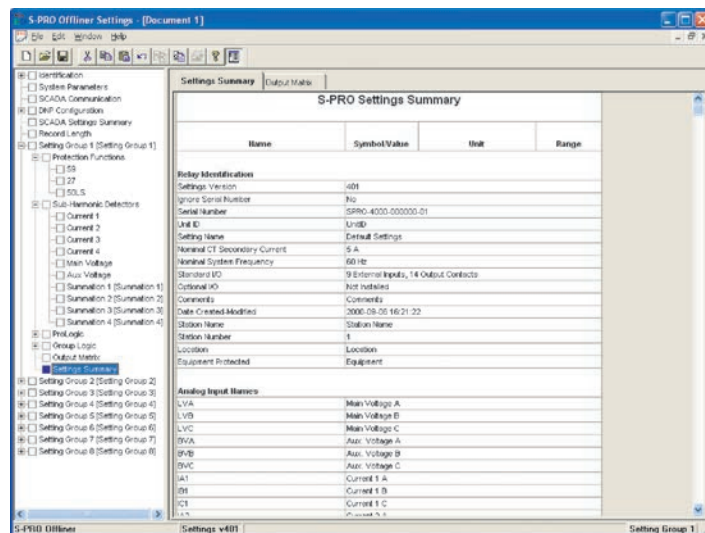 S-PRO Offliner Settings - [Document 1]
File Edit Window Help
Identification
System Parameters
SCADA Communication
DNP Configuration
SCADA Settings Summary
Record Length
Setting Group 1 [Setting Group 1]
Protection Functions
59
27
50LS
Sub-Harmonic Detectors
Current 1
Current 2
Current 3
Current 4
Main Voltage
Aux Voltage
Summation 1 [Summation 1]
Summation 2 [Summation 2]
Summation 3 [Summation 3]
Summation 4 [Summation 4]
ProLogic
Group Logic
Output Matrix
Settings Summary
Setting Group 2 [Setting Group 2]
Setting Group 3 [Setting Group 3]
Setting Group 4 [Setting Group 4]
Setting Group 5 [Setting Group 5]
Setting Group 6 [Setting Group 6]
Setting Group 7 [Setting Group 7]
Setting Group 8 [Setting Group 8]
Settings Summary Output Matrix
S-PRO Settings Summary
Name Symbol/Value Unit Range
Relay Identification
Settings Version 401
Ignore Serial Number No
Serial Number SPRO-4000-000000-01
Unit ID UnitID
Setting Name Default Settings
Nominal CT Secondary Current 5 A
Nominal System Frequency 60 Hz
Standard I/O 9 External Inputs, 14 Output Contacts
Optional I/O Not Installed
Comments Comments
Date Created-Modified 16:21:22
Station Name Station Name
Station Number 1
Location Location
Equipment Protected Equipment
Analog Input Names
LVA Main Voltage A
LVB Main Voltage B
LVC Main Voltage C
BVA Aux. Voltage A
BVB Aux. Voltage B
BVC Aux. Voltage C
IA1 Current 1 A
IB1 Current 1 B
IC1 Current 1 C
S-PRO Offliner Settings v401 Setting Group 1